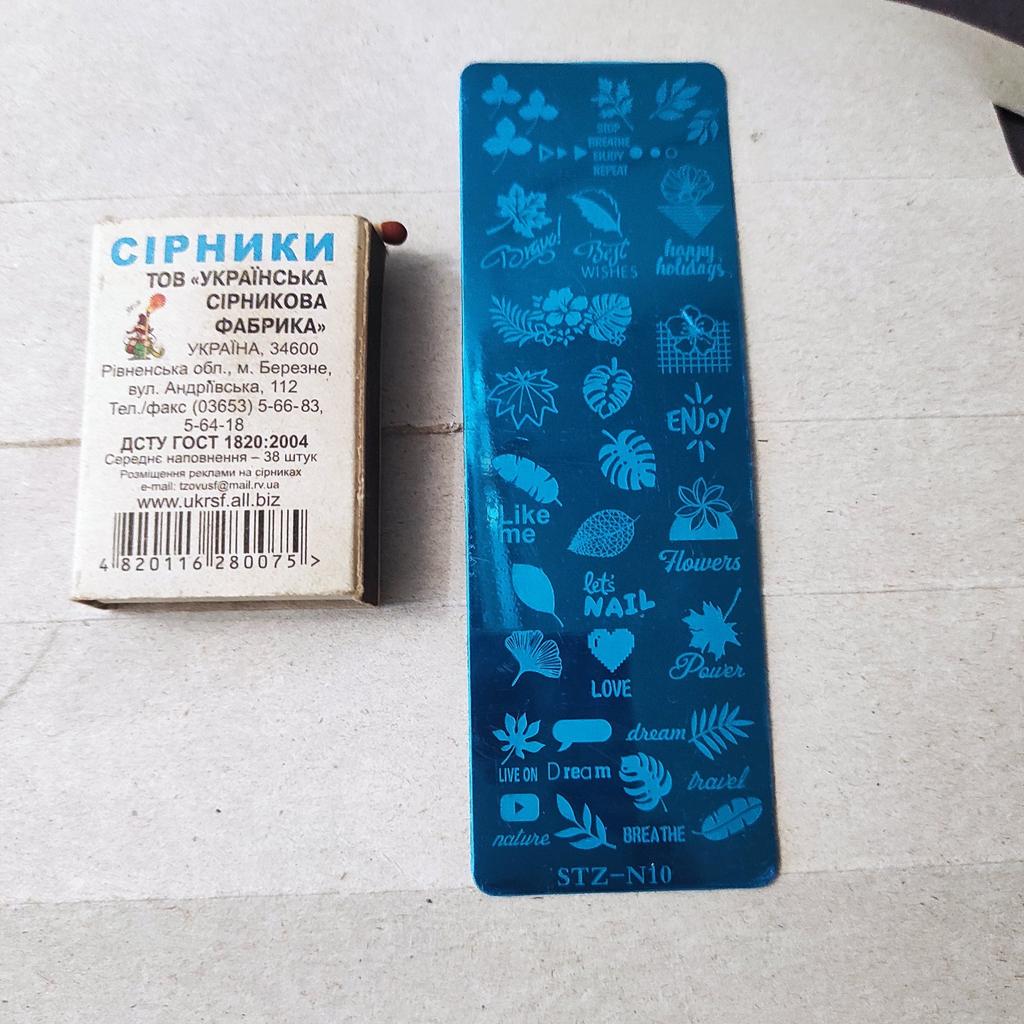 СІРНИКИ
ТОВ «УКРАЇНСЬКА
СІРНИКОВА
ФАБРИКА»
УКРАЇНА, 34600
Рівненська обл., м. Березне,
вул. Андріївська, 112
Тел./факс (03653) 5-66-83,
5-64-18
ДСТУ ГОСТ 1820:2004
Середнє наповнення – 38 штук
Розміщення реклами на сірниках
e-mail: tzovusf@mail.rv.ua
www.ukrsf.all.biz
4 820116 280075 >
STOP
BREATHE
ENJOY
REPEAT
Bravo!
Best
WISHES
happy
holidays
ENJOY
Like
me
Flowers
let's
NAIL
LOVE
Power
dream
LIVE ON
Dream
travel
nature
BREATHE
STZ-N10